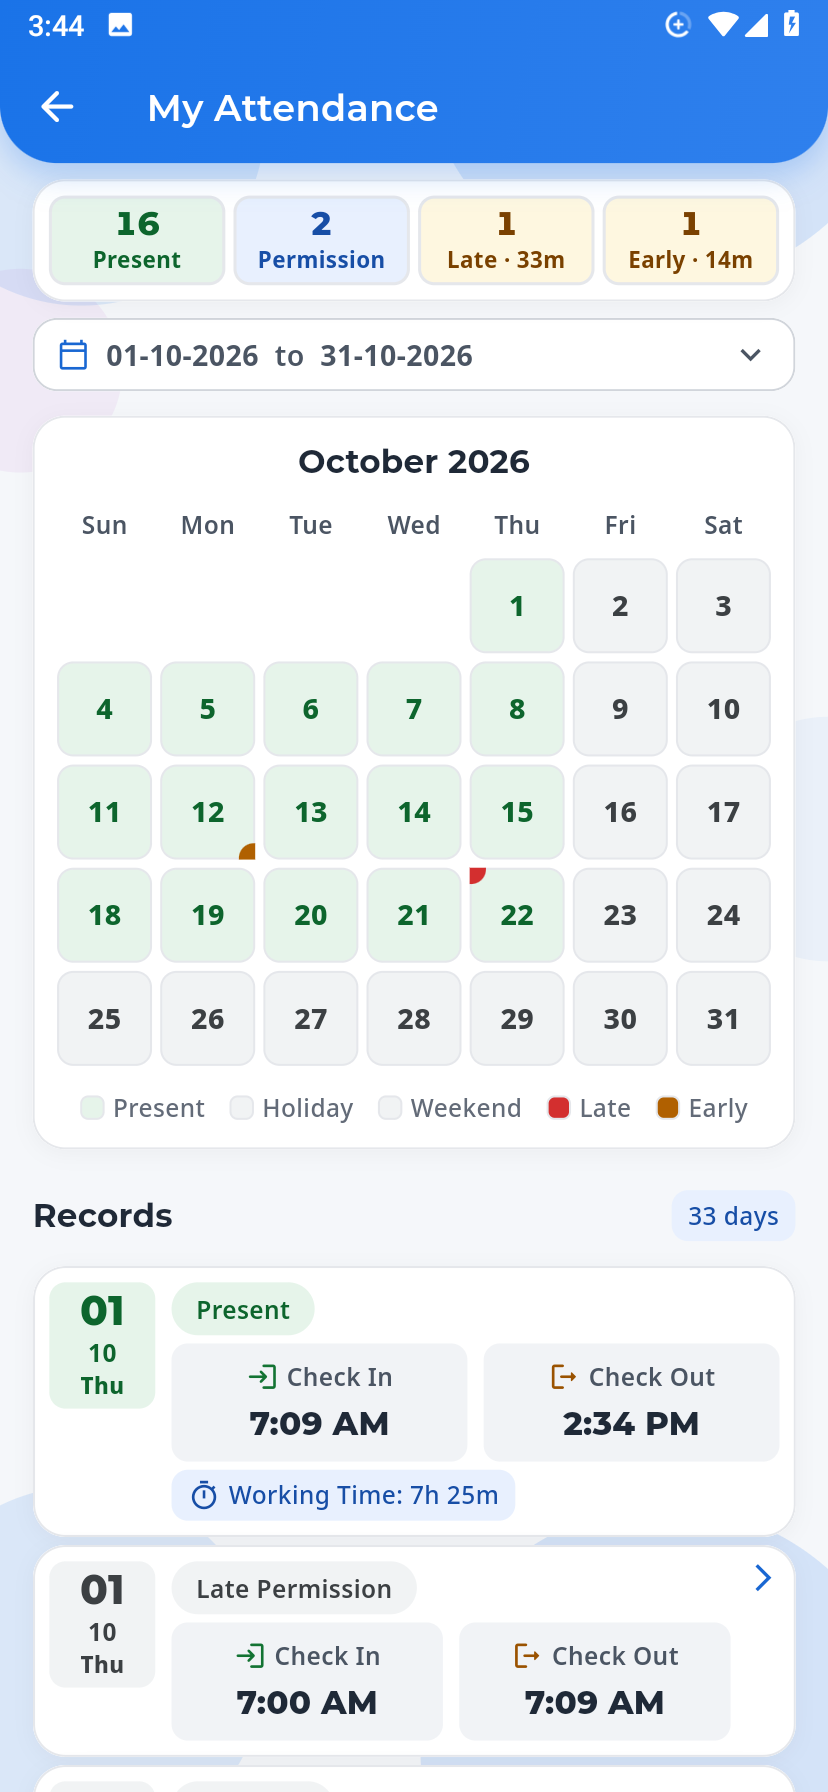 3:44
My Attendance
16 2 1 1
Present Permission Late · 33m Early · 14m
01-10-2026 to 31-10-2026
October 2026
Sun Mon Tue Wed Thu Fri Sat
1 2 3
4 5 6 7 8 9 10
11 12 13 14 15 16 17
18 19 20 21 22 23 24
25 26 27 28 29 30 31
Present Holiday Weekend Late Early
Records 33 days
01 Present
10 Check In Check Out
Thu 7:09 AM 2:34 PM
Working Time: 7h 25m
01 Late Permission
10 Check In Check Out
Thu 7:00 AM 7:09 AM